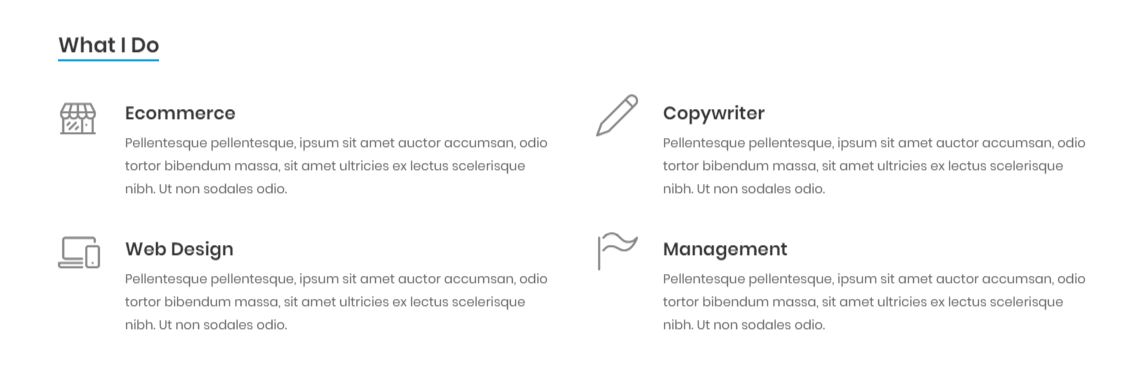 What I Do
Ecommerce
Pellentesque pellentesque, ipsum sit amet auctor accumsan, odio
tortor bibendum massa, sit amet ultricies ex lectus scelerisque
nibh. Ut non sodales odio.
Copywriter
Pellentesque pellentesque, ipsum sit amet auctor accumsan, odio
tortor bibendum massa, sit amet ultricies ex lectus scelerisque
nibh. Ut non sodales odio.
Web Design
Pellentesque pellentesque, ipsum sit amet auctor accumsan, odio
tortor bibendum massa, sit amet ultricies ex lectus scelerisque
nibh. Ut non sodales odio.
Management
Pellentesque pellentesque, ipsum sit amet auctor accumsan, odio
tortor bibendum massa, sit amet ultricies ex lectus scelerisque
nibh. Ut non sodales odio.